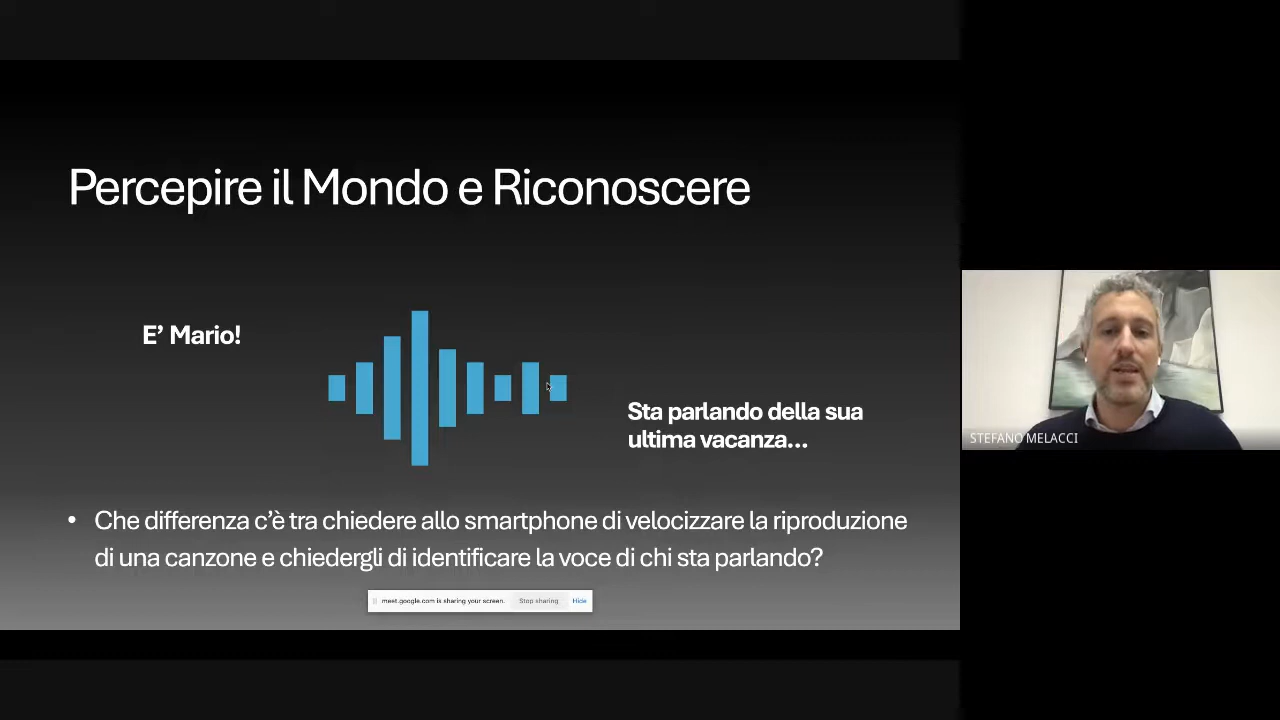 Percepire il Mondo e Riconoscere
E’ Mario!
Sta parlando della sua
ultima vacanza...
• Che differenza c’è tra chiedere allo smartphone di velocizzare la riproduzione
di una canzone e chiedergli di identificare la voce di chi sta parlando?
meet.google.com is sharing your screen. Stop sharing Hide
STEFANO MELACCI